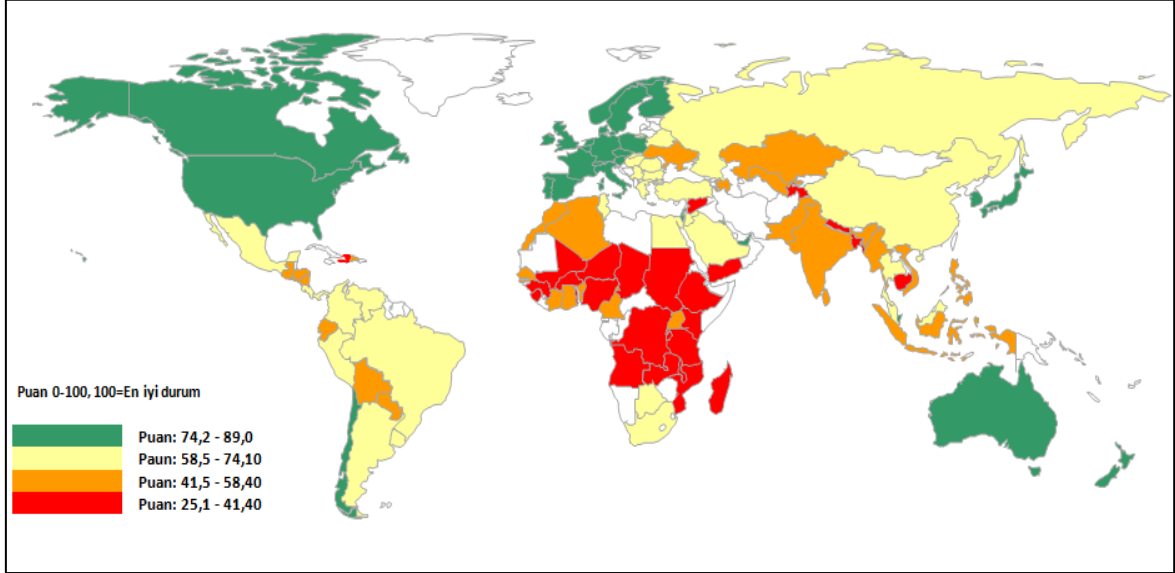 Puan 0-100, 100=En iyi durum
Puan: 74,2 - 89,0
Paun: 58,5 - 74,10
Puan: 41,5 - 58,40
Puan: 25,1 - 41,40